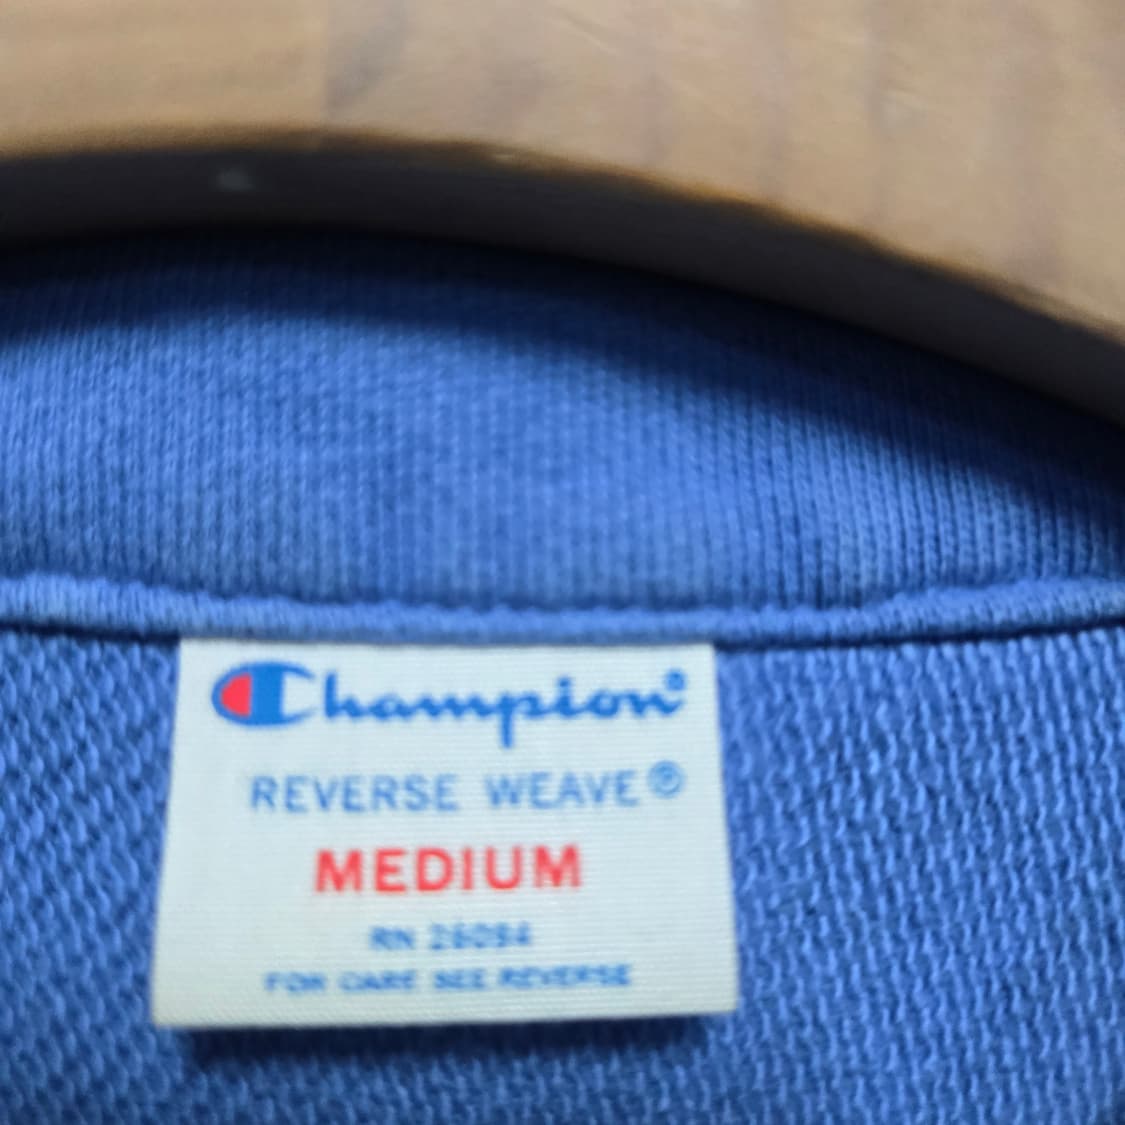 Champion®
REVERSE WEAVE®
MEDIUM
RN 26094
FOR CARE SEE REVERSE